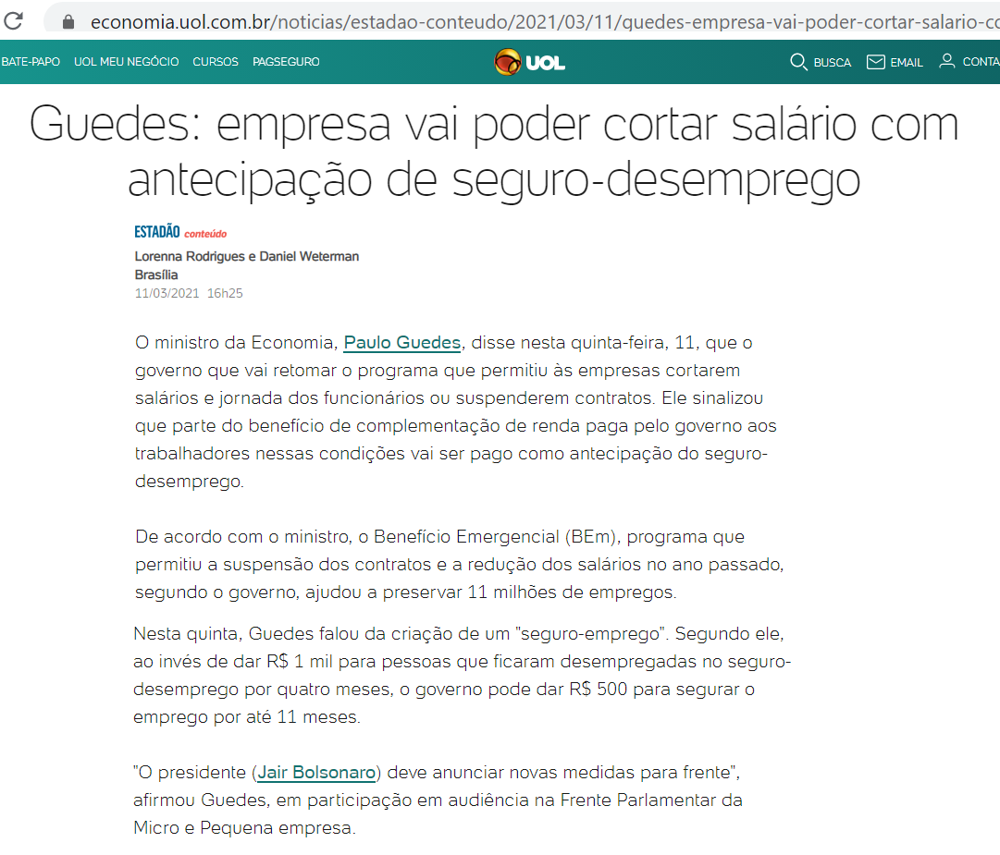 economia.uol.com.br/noticias/estadao-conteudo/2021/03/11/guedes-empresa-vai-poder-cortar-salario-co
BATE-PAPO UOL MEU NEGÓCIO CURSOS PAGSEGURO UOL BUSCA EMAIL CONTA
Guedes: empresa vai poder cortar salário com
antecipação de seguro-desemprego
ESTADÃO conteúdo
Lorenna Rodrigues e Daniel Weterman
Brasília
11/03/2021 16h25
O ministro da Economia, Paulo Guedes, disse nesta quinta-feira, 11, que o
governo que vai retomar o programa que permitiu às empresas cortarem
salários e jornada dos funcionários ou suspenderem contratos. Ele sinalizou
que parte do benefício de complementação de renda paga pelo governo aos
trabalhadores nessas condições vai ser pago como antecipação do seguro-
desemprego.
De acordo com o ministro, o Benefício Emergencial (BEm), programa que
permitiu a suspensão dos contratos e a redução dos salários no ano passado,
segundo o governo, ajudou a preservar 11 milhões de empregos.
Nesta quinta, Guedes falou da criação de um "seguro-emprego". Segundo ele,
ao invés de dar R$ 1 mil para pessoas que ficaram desempregadas no seguro-
desemprego por quatro meses, o governo pode dar R$ 500 para segurar o
emprego por até 11 meses.
"O presidente (Jair Bolsonaro) deve anunciar novas medidas para frente",
afirmou Guedes, em participação em audiência na Frente Parlamentar da
Micro e Pequena empresa.